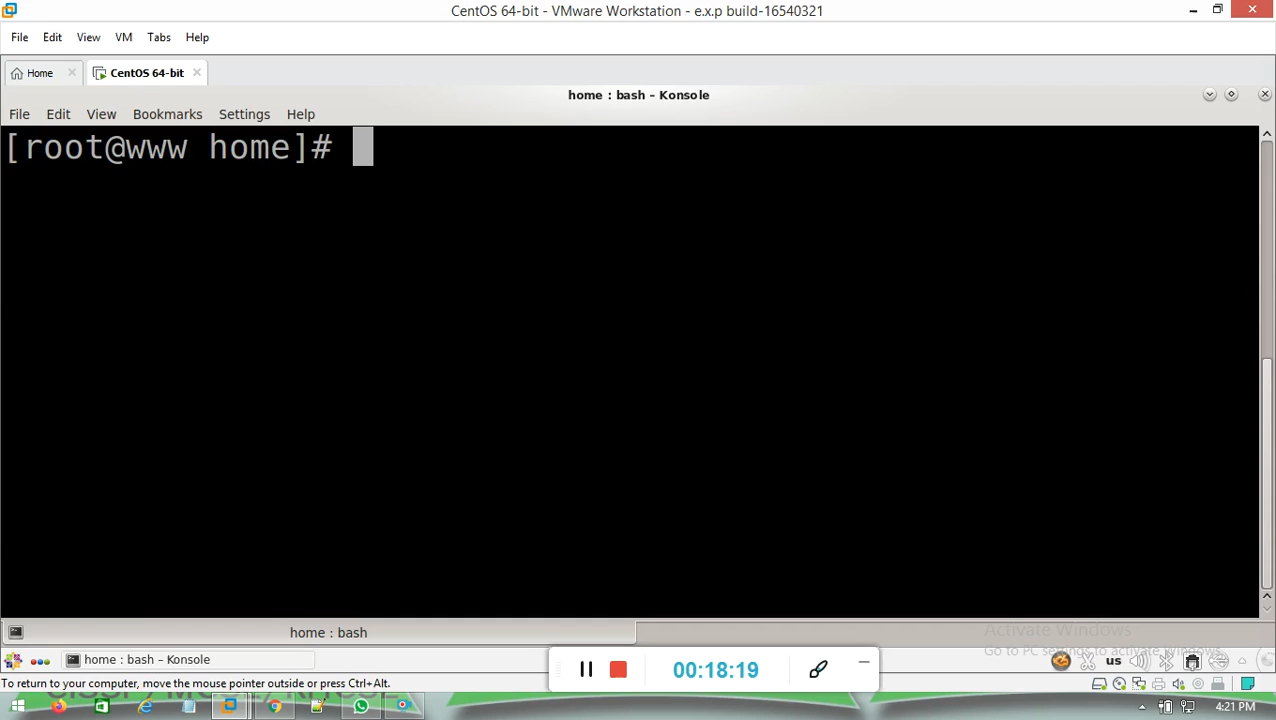 CentOS 64-bit - VMware Workstation - e.x.p build-16540321
File Edit View VM Tabs Help
Home CentOS 64-bit
home : bash – Konsole
File Edit View Bookmarks Settings Help
[root@www home]#
home : bash
Activate Windows
Go to PC settings to activate Windows.
home : bash – Konsole
00:18:19
us
To return to your computer, move the mouse pointer outside or press Ctrl+Alt.
4:21 PM